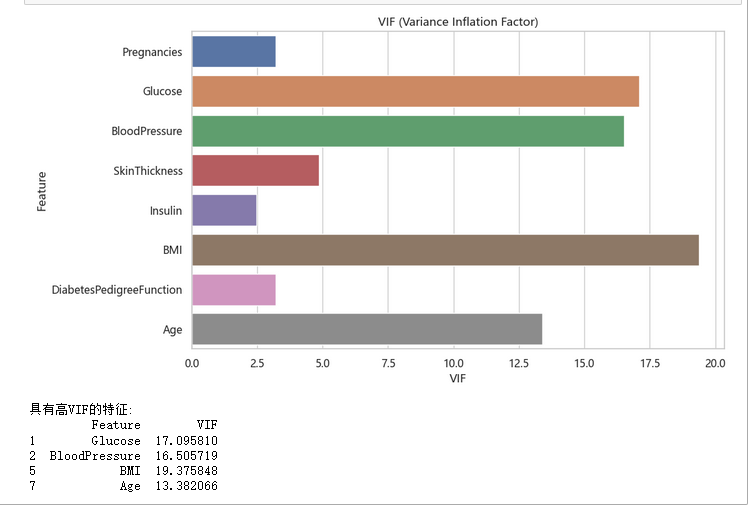 VIF (Variance Inflation Factor)
Pregnancies
Glucose
BloodPressure
SkinThickness
Insulin
BMI
DiabetesPedigreeFunction
Age
Feature
0.0 2.5 5.0 7.5 10.0 12.5 15.0 17.5 20.0
VIF
具有高VIF的特征:
Feature VIF
1 Glucose 17.095810
2 BloodPressure 16.505719
5 BMI 19.375848
7 Age 13.382066